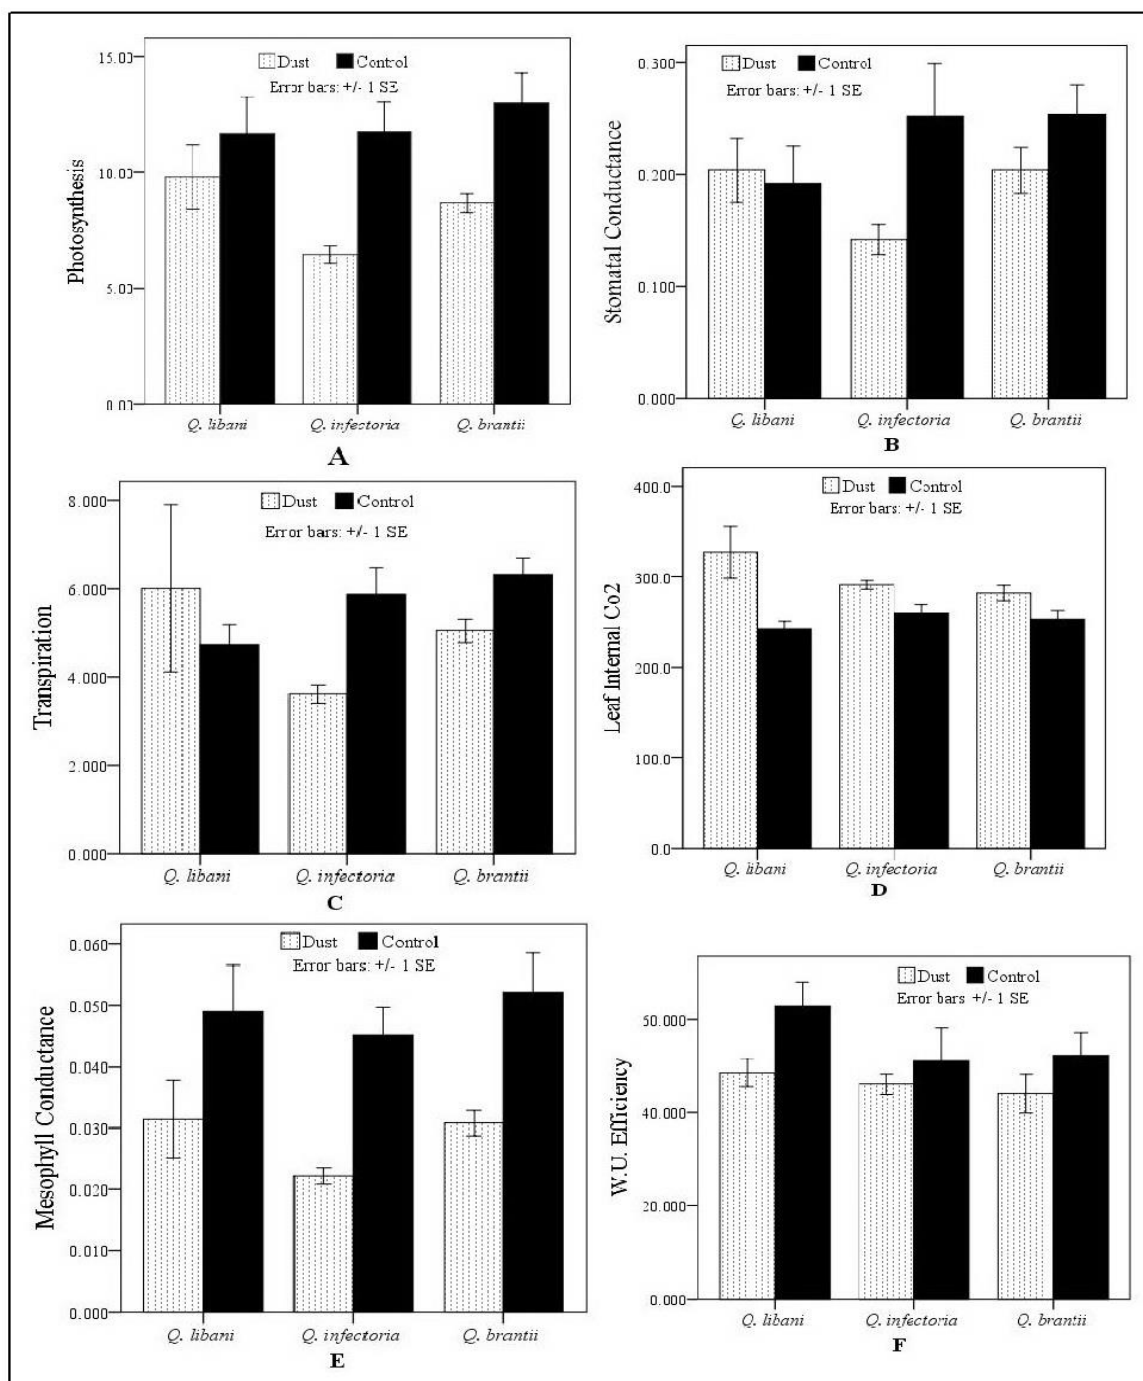 15.00
Dust Control
Error bars: +/- 1 SE
10.00
5.00
0.00
Photosynthesis
Q. libani Q. infectoria Q. brantii
A
0.300
Dust Control
Error bars: +/- 1 SE
0.200
0.100
0.000
Stomatal Conductance
Q. libani Q. infectoria Q. brantii
B
8.000
Dust Control
Error bars: +/- 1 SE
6.000
4.000
2.000
0.000
Transpiration
Q. libani Q. infectoria Q. brantii
C
400.0
Dust Control
Error bars: +/- 1 SE
300.0
200.0
100.0
0.0
Leaf Internal Co2
Q. libani Q. infectoria Q. brantii
D
0.060
Dust Control
Error bars: +/- 1 SE
0.050
0.040
0.030
0.020
0.010
0.000
Mesophyll Conductance
Q. libani Q. infectoria Q. brantii
E
Dust Control
Error bars +/- 1 SE
50.000
40.000
20.000
0.000
W.U. Efficiency
Q. libani Q. infectoria Q. brantii
F